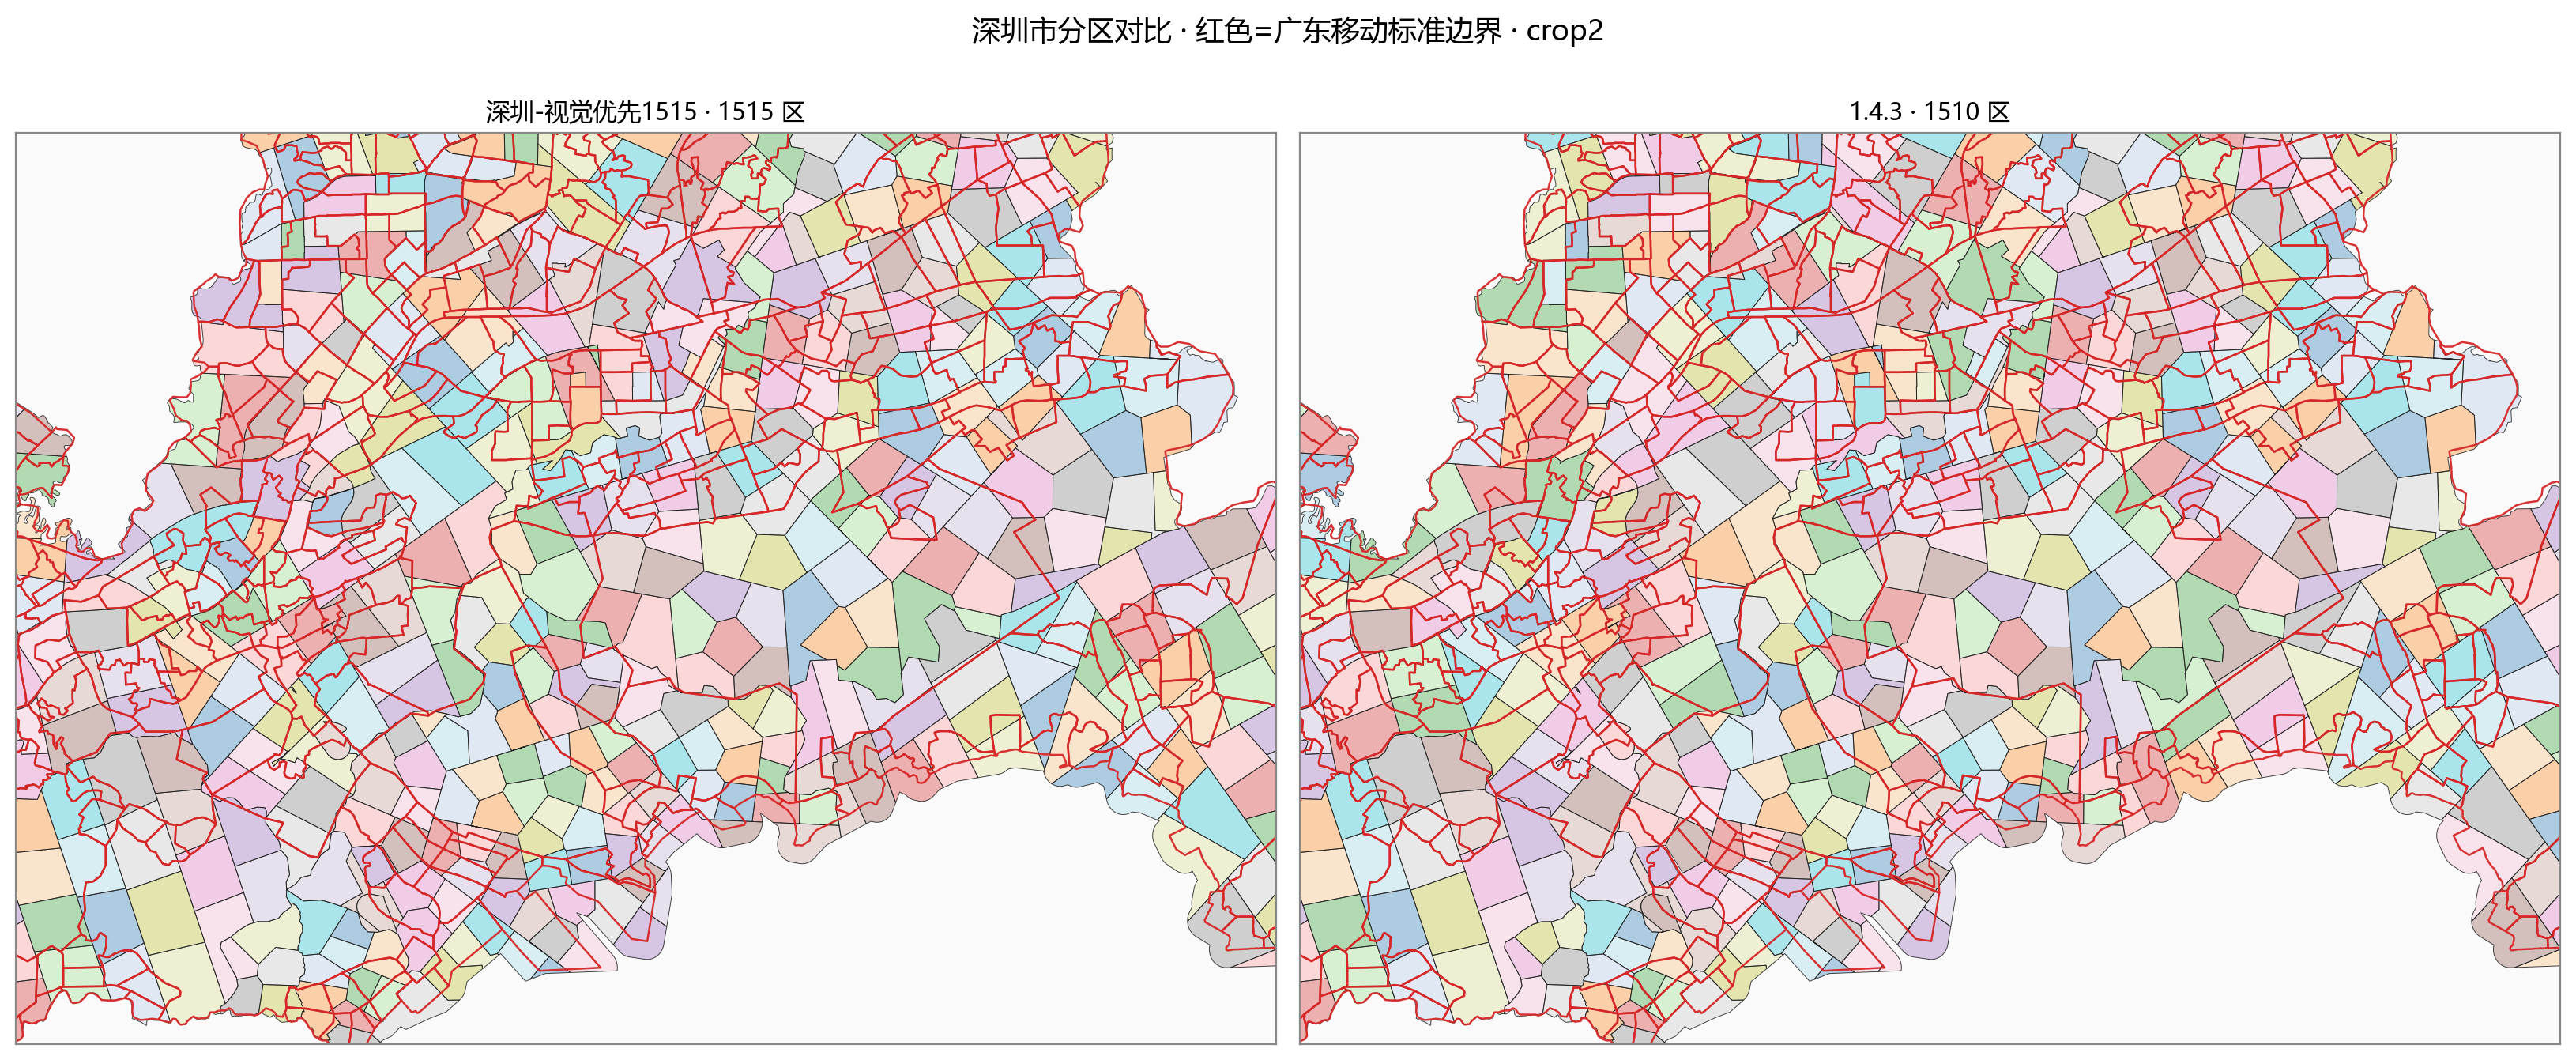 深圳市分区对比 · 红色=广东移动标准边界 · crop2
深圳-视觉优先1515 · 1515 区
1.4.3 · 1510 区